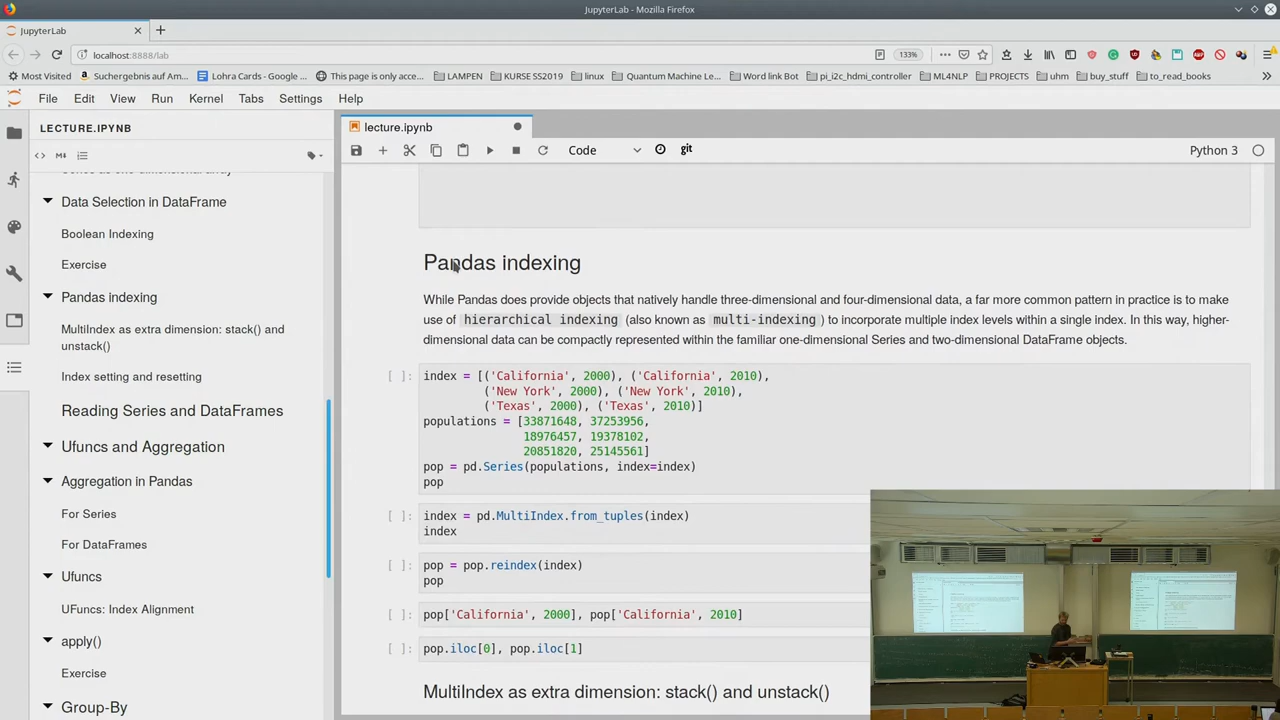 JupyterLab - Mozilla Firefox
JupyterLab
localhost:8888/lab
133%
Most Visited
Suchergebnis auf Am...
Lohra Cards - Google ...
This page is only acce...
LAMPEN
KURSE SS2019
linux
Quantum Machine Le...
Word link Bot
pi_i2c_hdmi_controller
ML4NLP
PROJECTS
uhm
buy_stuff
to_read_books
File Edit View Run Kernel Tabs Settings Help
LECTURE.IPYNB
Data Selection in DataFrame
Boolean Indexing
Exercise
Pandas indexing
MultiIndex as extra dimension: stack() and
unstack()
Index setting and resetting
Reading Series and DataFrames
Ufuncs and Aggregation
Aggregation in Pandas
For Series
For DataFrames
Ufuncs
UFuncs: Index Alignment
apply()
Exercise
Group-By
lecture.ipynb
Code
git
Python 3
Pandas indexing
While Pandas does provide objects that natively handle three-dimensional and four-dimensional data, a far more common pattern in practice is to make
use of hierarchical indexing (also known as multi-indexing ) to incorporate multiple index levels within a single index. In this way, higher-
dimensional data can be compactly represented within the familiar one-dimensional Series and two-dimensional DataFrame objects.
[ ]: index = [('California', 2000), ('California', 2010),
('New York', 2000), ('New York', 2010),
('Texas', 2000), ('Texas', 2010)]
populations = [33871648, 37253956,
18976457, 19378102,
20851820, 25145561]
pop = pd.Series(populations, index=index)
pop
[ ]: index = pd.MultiIndex.from_tuples(index)
index
[ ]: pop = pop.reindex(index)
pop
[ ]: pop['California', 2000], pop['California', 2010]
[ ]: pop.iloc[0], pop.iloc[1]
MultiIndex as extra dimension: stack() and unstack()